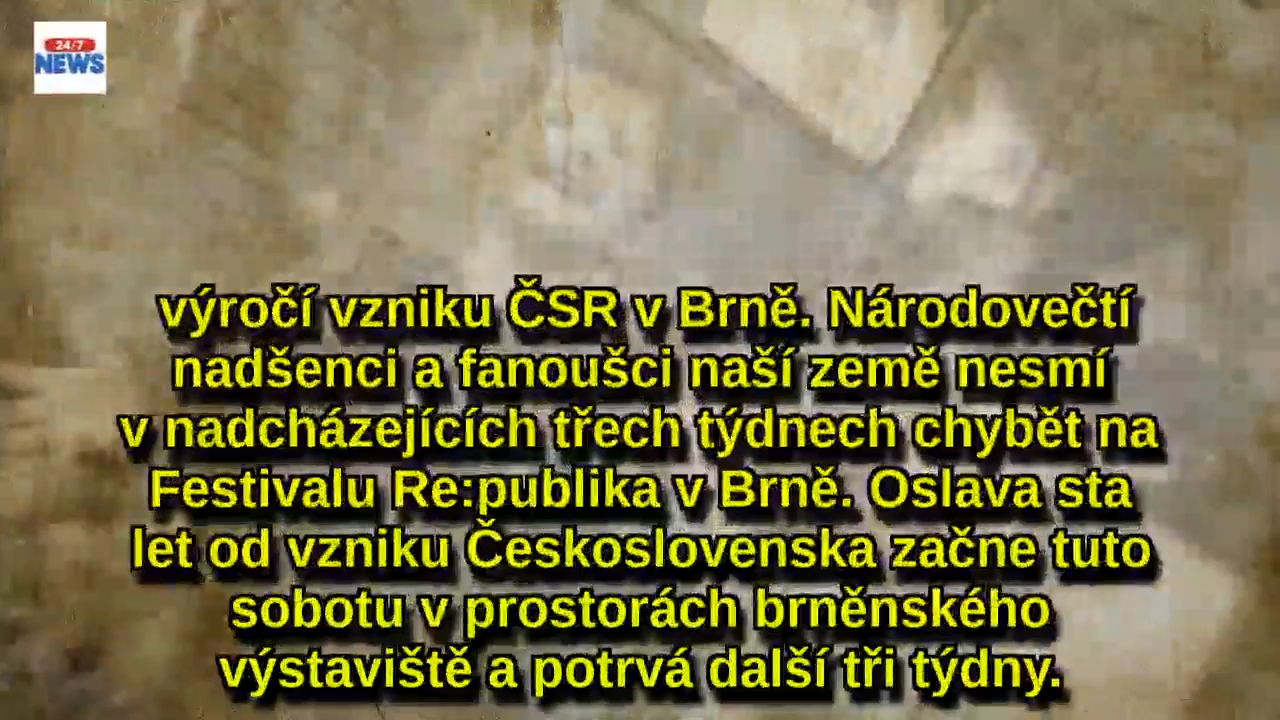 24/7
NEWS
výročí vzniku ČSR v Brně. Národovečtí
nadšenci a fanoušci naší země nesmí
v nadcházejících třech týdnech chybět na
Festivalu Re:publika v Brně. Oslava sta
let od vzniku Československa začne tuto
sobotu v prostorách brněnského
výstaviště a potrvá další tři týdny.